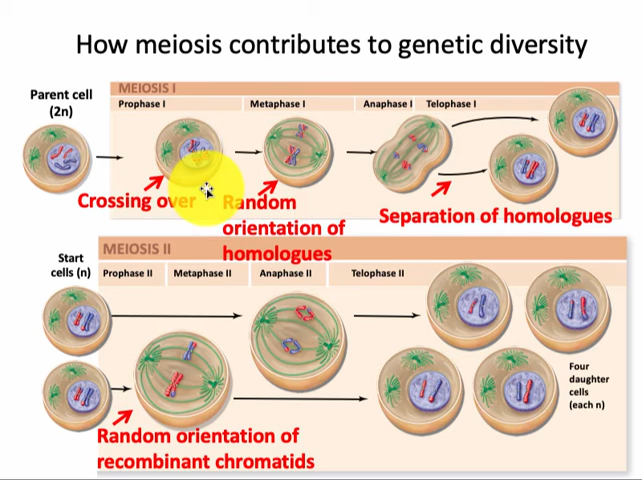 How meiosis contributes to genetic diversity
Parent cell
(2n)
MEIOSIS I
Prophase I
Metaphase I
Anaphase I
Telophase I
Crossing over
Random
orientation of
homologues
Separation of homologues
MEIOSIS II
Start
cells (n)
Prophase II
Metaphase II
Anaphase II
Telophase II
Four
daughter
cells
(each n)
Random orientation of
recombinant chromatids